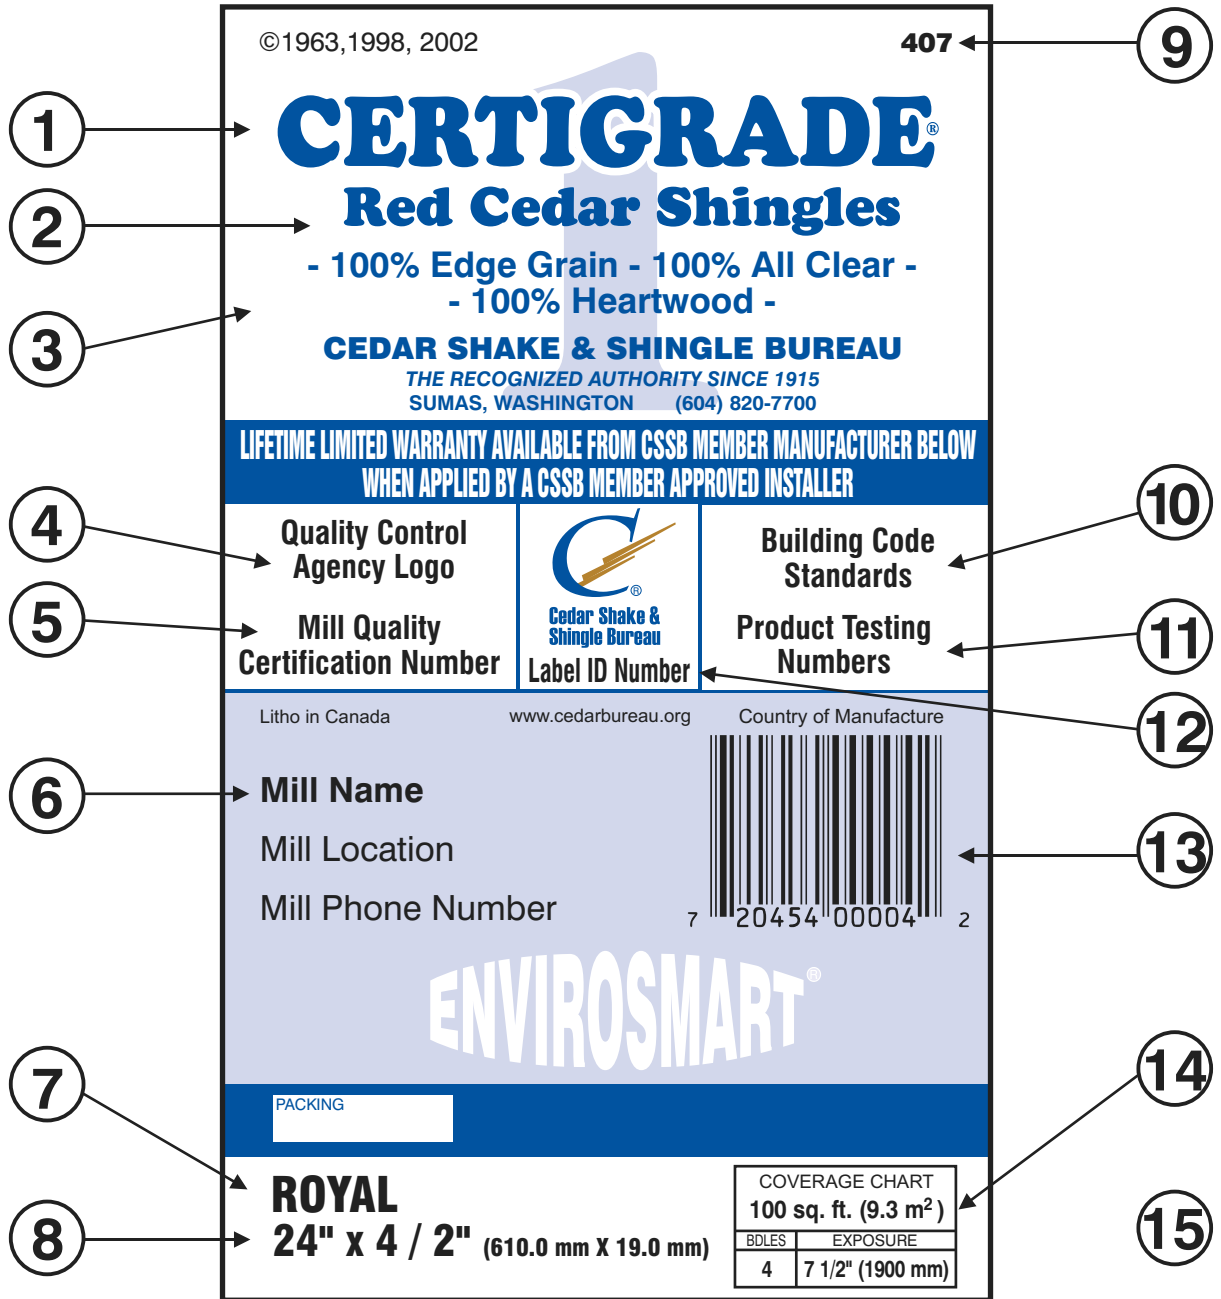 ©1963,1998, 2002
407
9
1
CERTIGRADE®
2
Red Cedar Shingles
- 100% Edge Grain - 100% All Clear -
- 100% Heartwood -
3
CEDAR SHAKE & SHINGLE BUREAU
THE RECOGNIZED AUTHORITY SINCE 1915
SUMAS, WASHINGTON (604) 820-7700
1
LIFETIME LIMITED WARRANTY AVAILABLE FROM CSSB MEMBER MANUFACTURER BELOW
WHEN APPLIED BY A CSSB MEMBER APPROVED INSTALLER
4
Quality Control
Agency Logo
5
Mill Quality
Certification Number
C®
Cedar Shake &
Shingle Bureau
Label ID Number
Building Code
Standards
10
Product Testing
Numbers
11
12
Litho in Canada
www.cedarbureau.org
Country of Manufacture
6
Mill Name
Mill Location
Mill Phone Number
7 20454 00004 2
13
ENVIROSMART®
14
7
PACKING
ROYAL
8
24" x 4 / 2" (610.0 mm X 19.0 mm)
COVERAGE CHART
100 sq. ft. (9.3 m²)
BDLES EXPOSURE
4 7 1/2" (1900 mm)
15